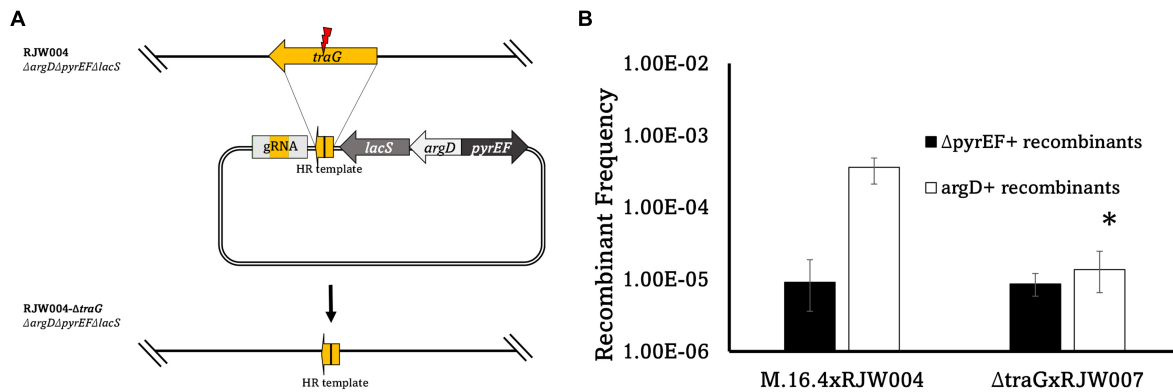 A
RJW004
ΔargDΔpyrEFΔlacS
traG
gRNA
HR template
lacS
argD
pyrEF
RJW004-ΔtraG
ΔargDΔpyrEFΔlacS
HR template
B
Recombinant Frequency
1.00E-02
1.00E-03
1.00E-04
1.00E-05
1.00E-06
ΔpyrEF+ recombinants
argD+ recombinants
*
M.16.4xRJW004
ΔtraGxRJW007